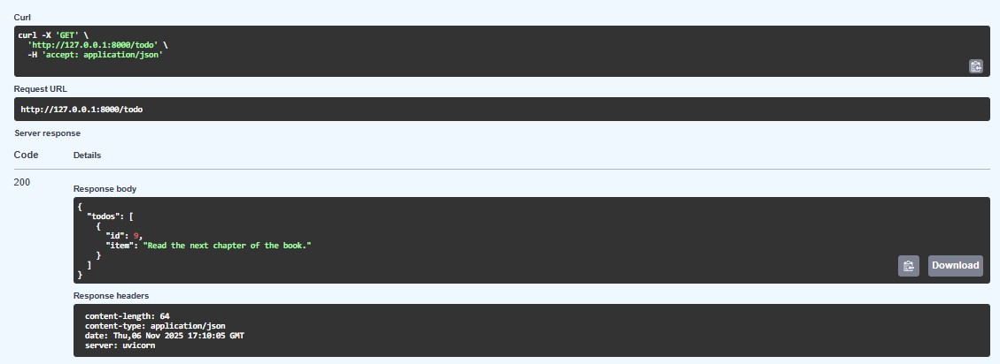 Curl
curl -X 'GET' \
'http://127.0.0.1:8000/todo' \
-H 'accept: application/json'
Request URL
http://127.0.0.1:8000/todo
Server response
Code Details
200
Response body
{
"todos": [
{
"id": 9,
"item": "Read the next chapter of the book."
}
]
}
Download
Response headers
content-length: 64
content-type: application/json
date: Thu,06 Nov 2025 17:10:05 GMT
server: uvicorn